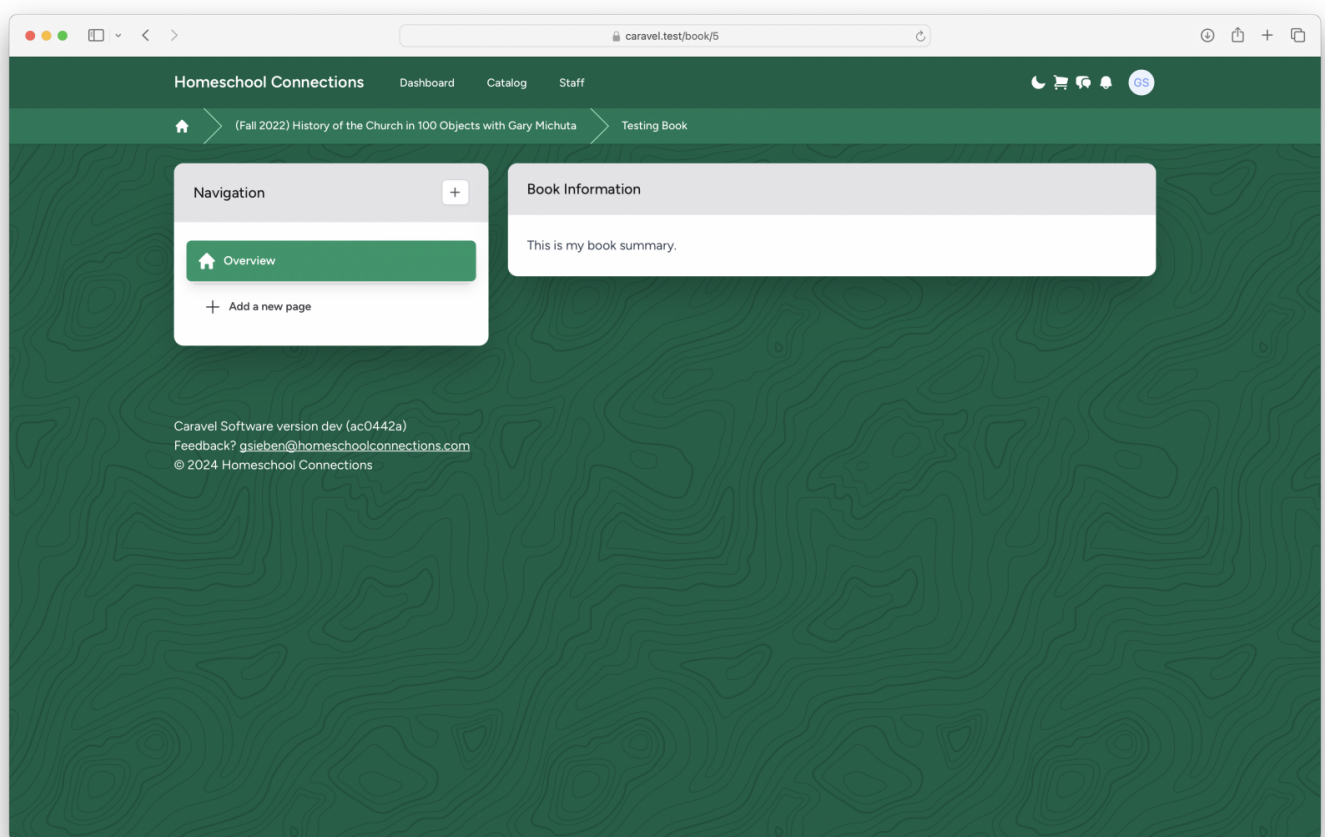 caravel.test/book/5
Homeschool Connections Dashboard Catalog Staff GS
(Fall 2022) History of the Church in 100 Objects with Gary Michuta Testing Book
Navigation
Overview
Add a new page
Book Information
This is my book summary.
Caravel Software version dev (ac0442a)
Feedback? gsieben@homeschoolconnections.com
© 2024 Homeschool Connections